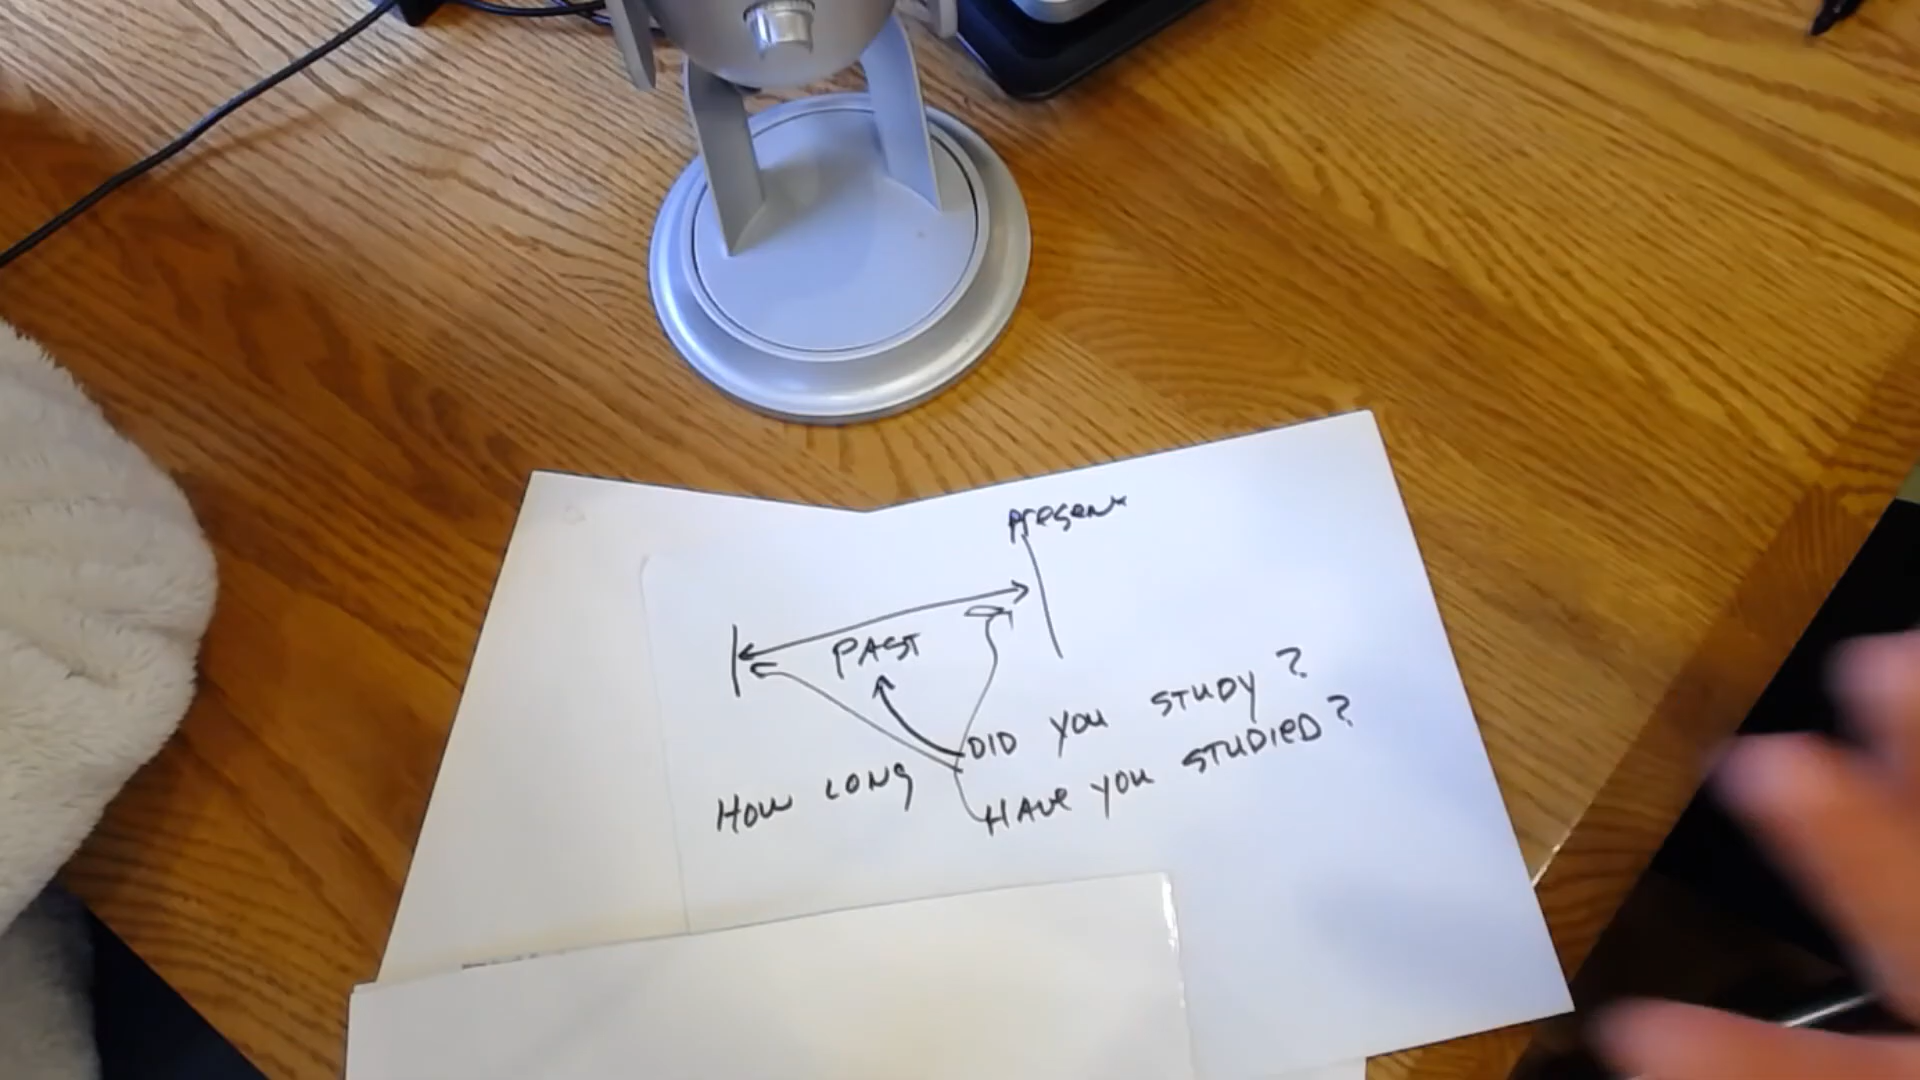 Present
PAST
DID you STUDY?
How LONg
HAve you STUDIeD?